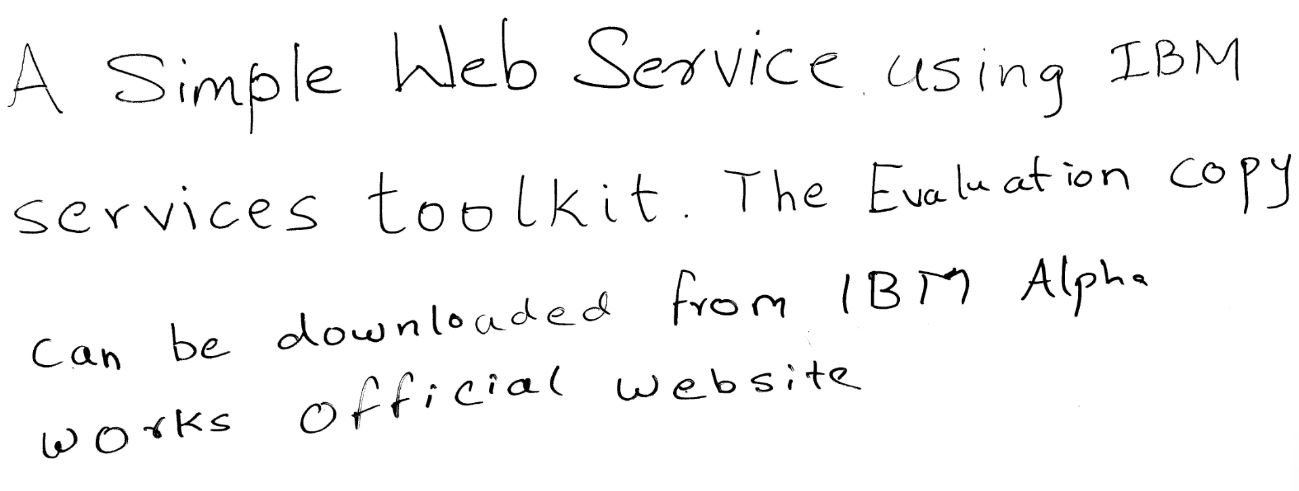 A Simple Web Service using IBM
services toolkit. The Evaluation copy
can be downloaded from IBM Alpha
works official website